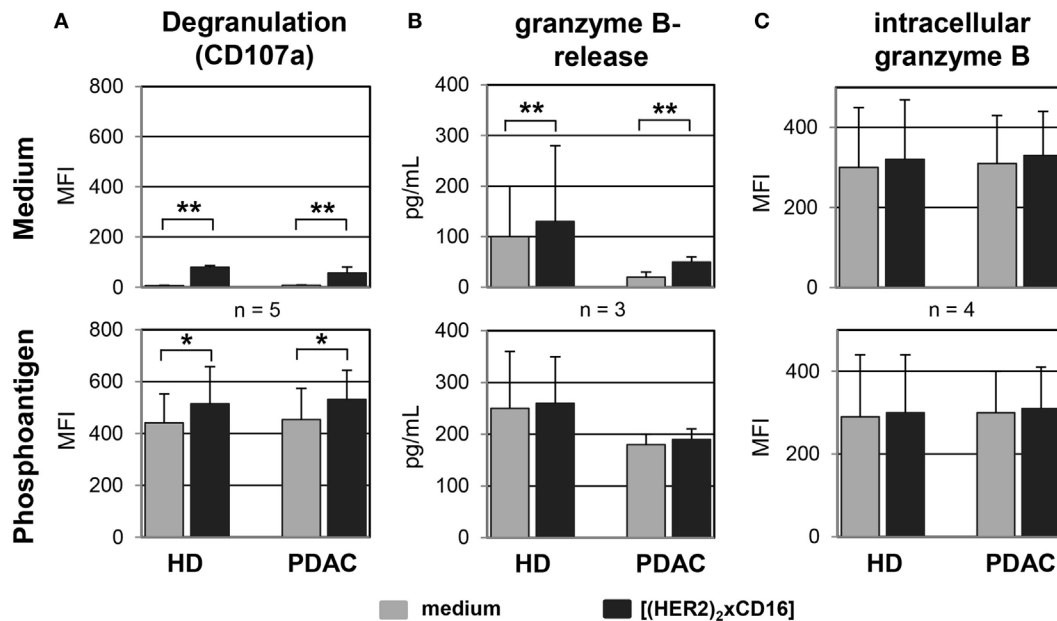 A
Degranulation
(CD107a)
B
granzyme B-
release
C
intracellular
granzyme B
Medium
MFI
800
600
400
200
0
**
**
pg/mL
400
300
200
100
0
**
**
MFI
400
200
0
n = 5
n = 3
n = 4
Phosphoantigen
MFI
800
600
400
200
0
*
*
pg/mL
400
300
200
100
0
MFI
400
200
0
HD
PDAC
HD
PDAC
HD
PDAC
medium
[(HER2)₂xCD16]